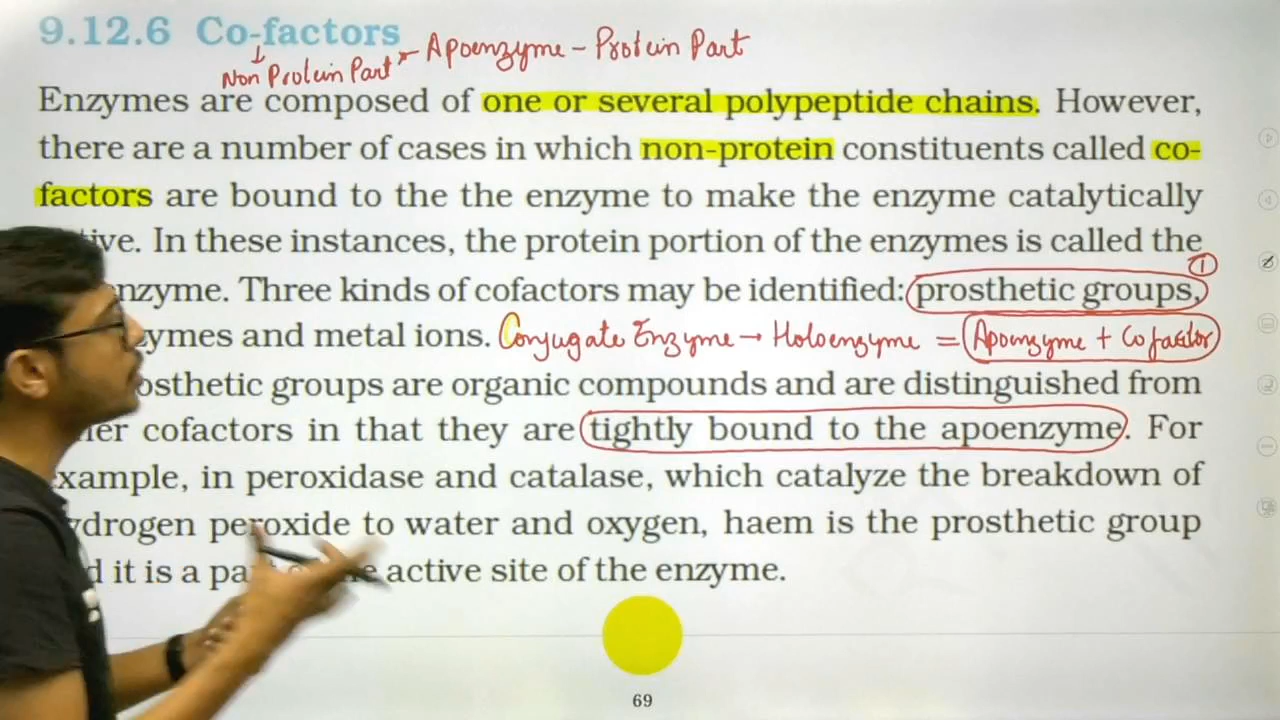 9.12.6 Co-factors
↓
Non Protein Part
Apoenzyme - Protein Part
Enzymes are composed of one or several polypeptide chains. However,
there are a number of cases in which non-protein constituents called co-
factors are bound to the the enzyme to make the enzyme catalytically
ive. In these instances, the protein portion of the enzymes is called the
nzyme. Three kinds of cofactors may be identified: prosthetic groups, 1
zymes and metal ions. Conjugate Enzyme → Holoenzyme = Apoenzyme + Cofactor
osthetic groups are organic compounds and are distinguished from
er cofactors in that they are tightly bound to the apoenzyme. For
xample, in peroxidase and catalase, which catalyze the breakdown of
ydrogen peroxide to water and oxygen, haem is the prosthetic group
d it is a pa e active site of the enzyme.
69